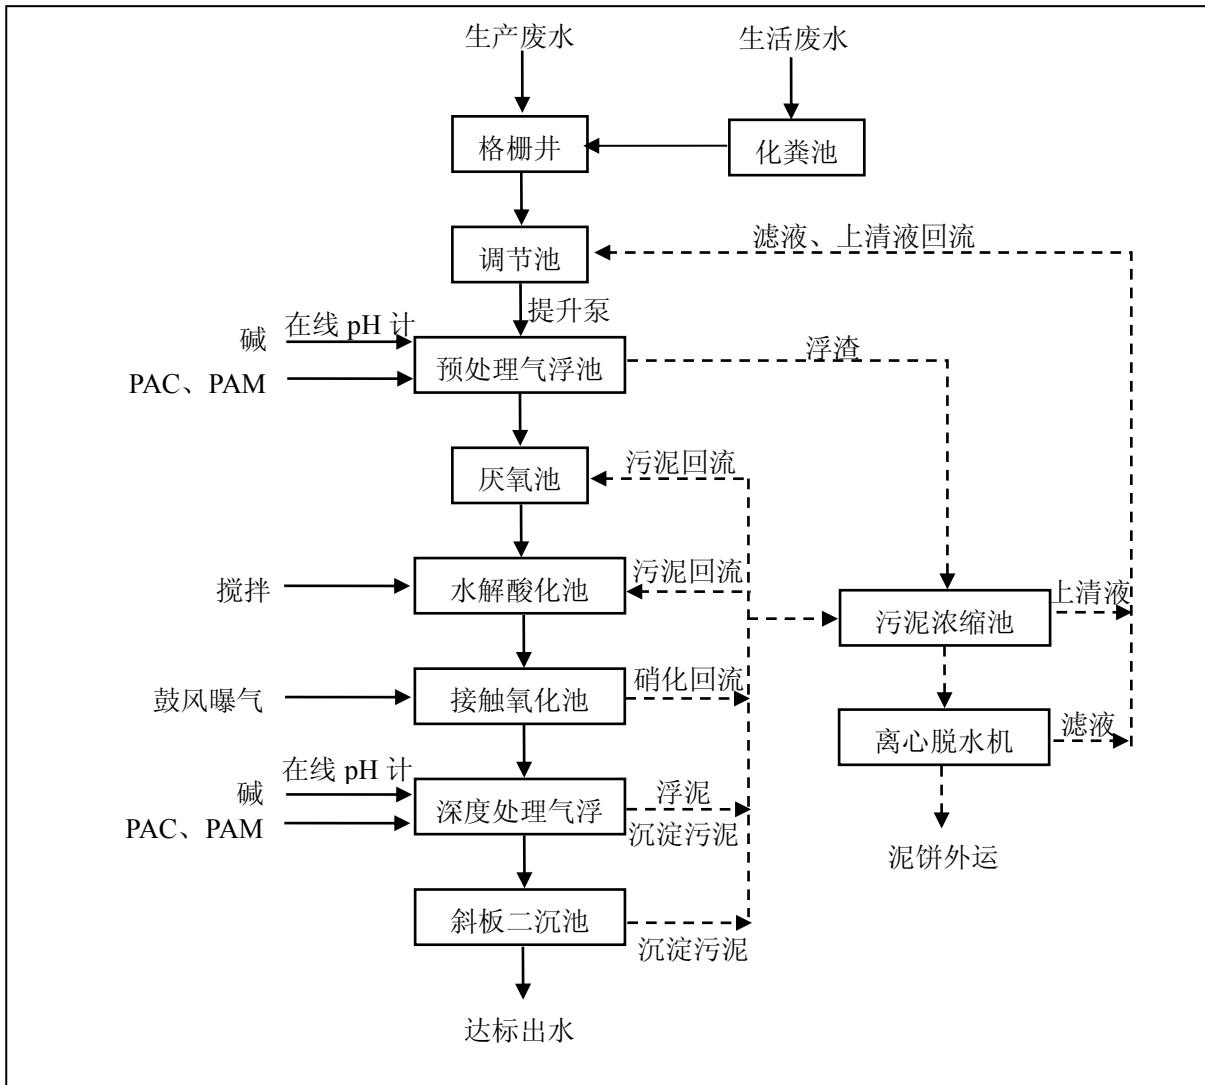 生产废水
生活废水
格栅井
化粪池
调节池
滤液、上清液回流
提升泵
碱
在线 pH 计
PAC、PAM
预处理气浮池
浮渣
厌氧池
污泥回流
搅拌
水解酸化池
污泥回流
污泥浓缩池
上清液
鼓风曝气
接触氧化池
硝化回流
离心脱水机
滤液
碱
在线 pH 计
PAC、PAM
深度处理气浮
浮泥
沉淀污泥
泥饼外运
斜板二沉池
沉淀污泥
达标出水